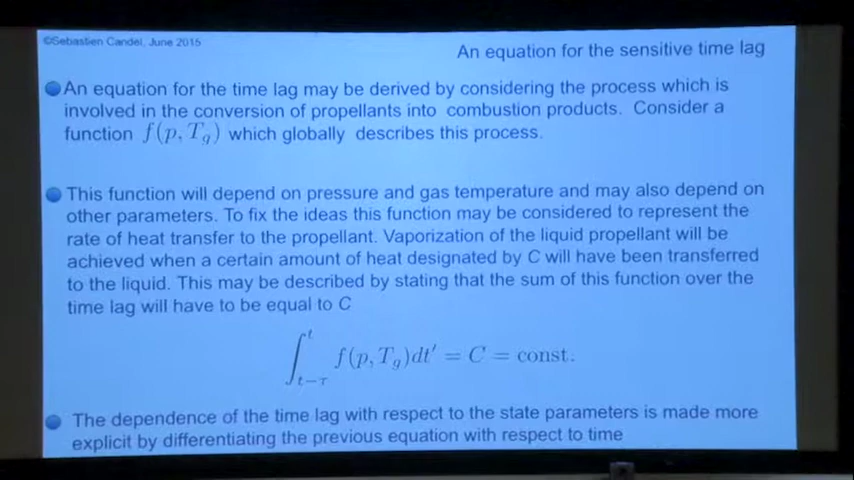 ©Sebastien Candel, June 2015
An equation for the sensitive time lag
An equation for the time lag may be derived by considering the process which is
involved in the conversion of propellants into combustion products. Consider a
function f(p, T_g) which globally describes this process.
This function will depend on pressure and gas temperature and may also depend on
other parameters. To fix the ideas this function may be considered to represent the
rate of heat transfer to the propellant. Vaporization of the liquid propellant will be
achieved when a certain amount of heat designated by C will have been transferred
to the liquid. This may be described by stating that the sum of this function over the
time lag will have to be equal to C
∫_{t−τ}^{t} f(p, T_g)dt′ = C = const.
The dependence of the time lag with respect to the state parameters is made more
explicit by differentiating the previous equation with respect to time